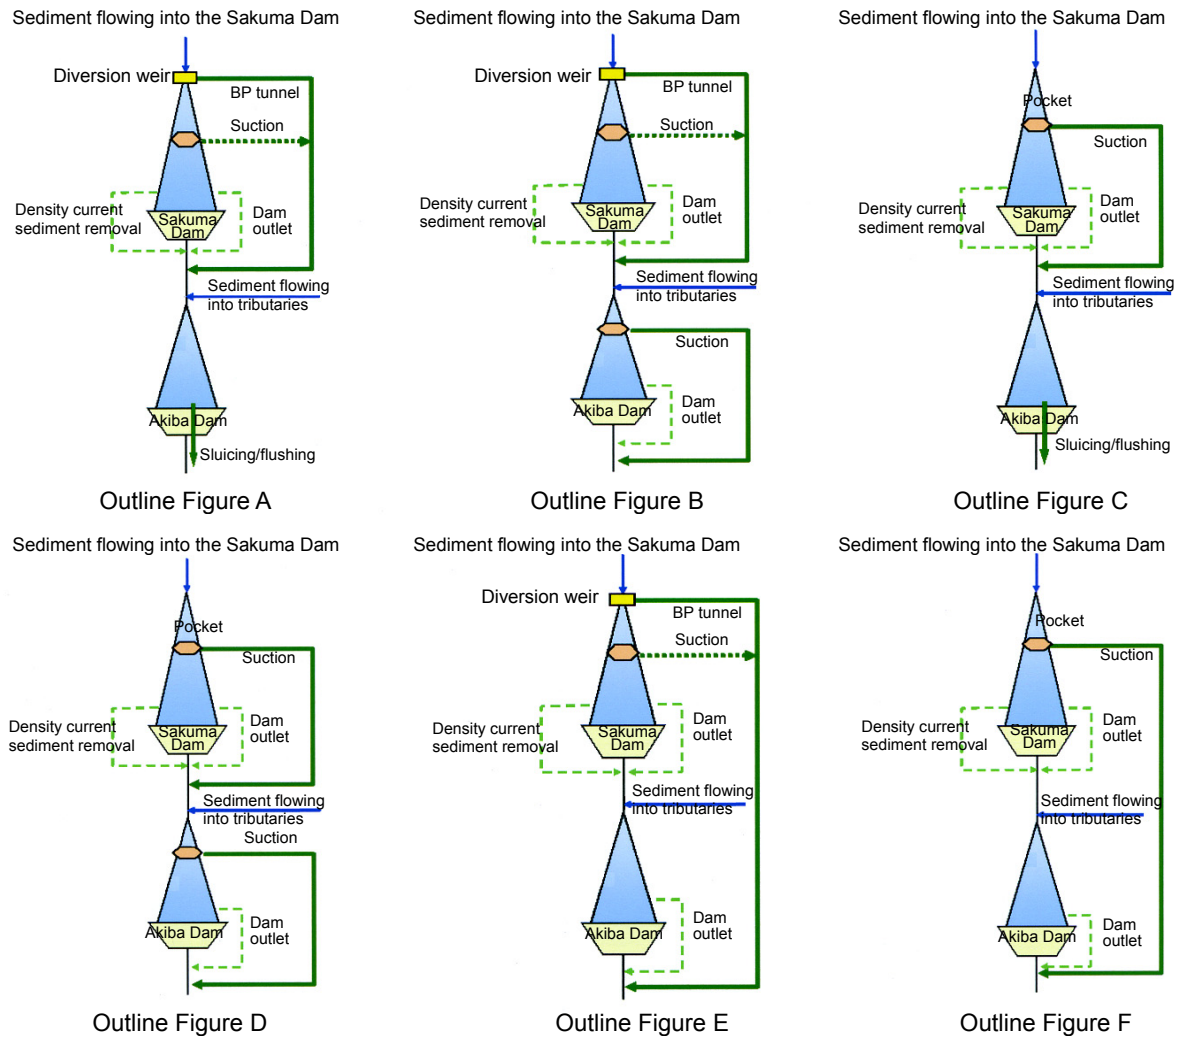 Sediment flowing into the Sakuma Dam
Diversion weir
BP tunnel
Suction
Density current
sediment removal
Sakuma
Dam
Dam
outlet
Sediment flowing
into tributaries
Akiba Dam
Sluicing/flushing
Outline Figure A
Sediment flowing into the Sakuma Dam
Diversion weir
BP tunnel
Suction
Density current
sediment removal
Sakuma
Dam
Dam
outlet
Sediment flowing
into tributaries
Suction
Akiba Dam
Dam
outlet
Outline Figure B
Sediment flowing into the Sakuma Dam
Pocket
Suction
Density current
sediment removal
Sakuma
Dam
Dam
outlet
Sediment flowing
into tributaries
Akiba Dam
Sluicing/flushing
Outline Figure C
Sediment flowing into the Sakuma Dam
Pocket
Suction
Density current
sediment removal
Sakuma
Dam
Dam
outlet
Sediment flowing
into tributaries
Suction
Akiba Dam
Dam
outlet
Outline Figure D
Sediment flowing into the Sakuma Dam
Diversion weir
BP tunnel
Suction
Density current
sediment removal
Sakuma
Dam
Dam
outlet
Sediment flowing
into tributaries
Akiba Dam
Dam
outlet
Outline Figure E
Sediment flowing into the Sakuma Dam
Pocket
Suction
Density current
sediment removal
Sakuma
Dam
Dam
outlet
Sediment flowing
into tributaries
Akiba Dam
Dam
outlet
Outline Figure F